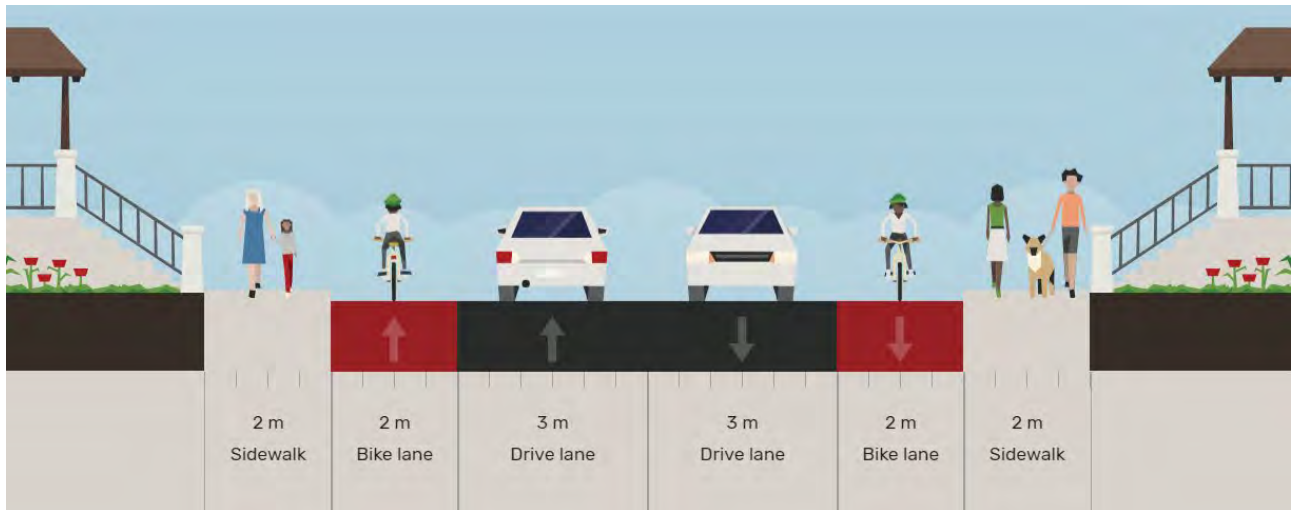 2 m
Sidewalk
2 m
Bike lane
3 m
Drive lane
3 m
Drive lane
2 m
Bike lane
2 m
Sidewalk